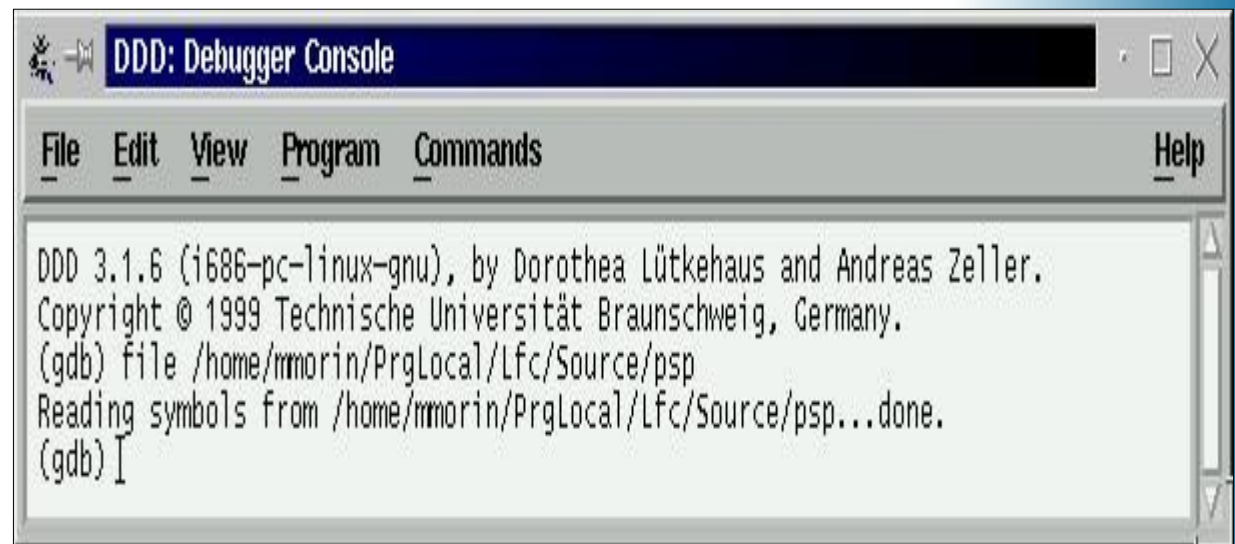 DDD: Debugger Console
File Edit View Program Commands Help
DDD 3.1.6 (i686-pc-linux-gnu), by Dorothea Lütkehaus and Andreas Zeller.
Copyright © 1999 Technische Universität Braunschweig, Germany.
(gdb) file /home/mmorin/PrgLocal/Lfc/Source/psp
Reading symbols from /home/mmorin/PrgLocal/Lfc/Source/psp...done.
(gdb)